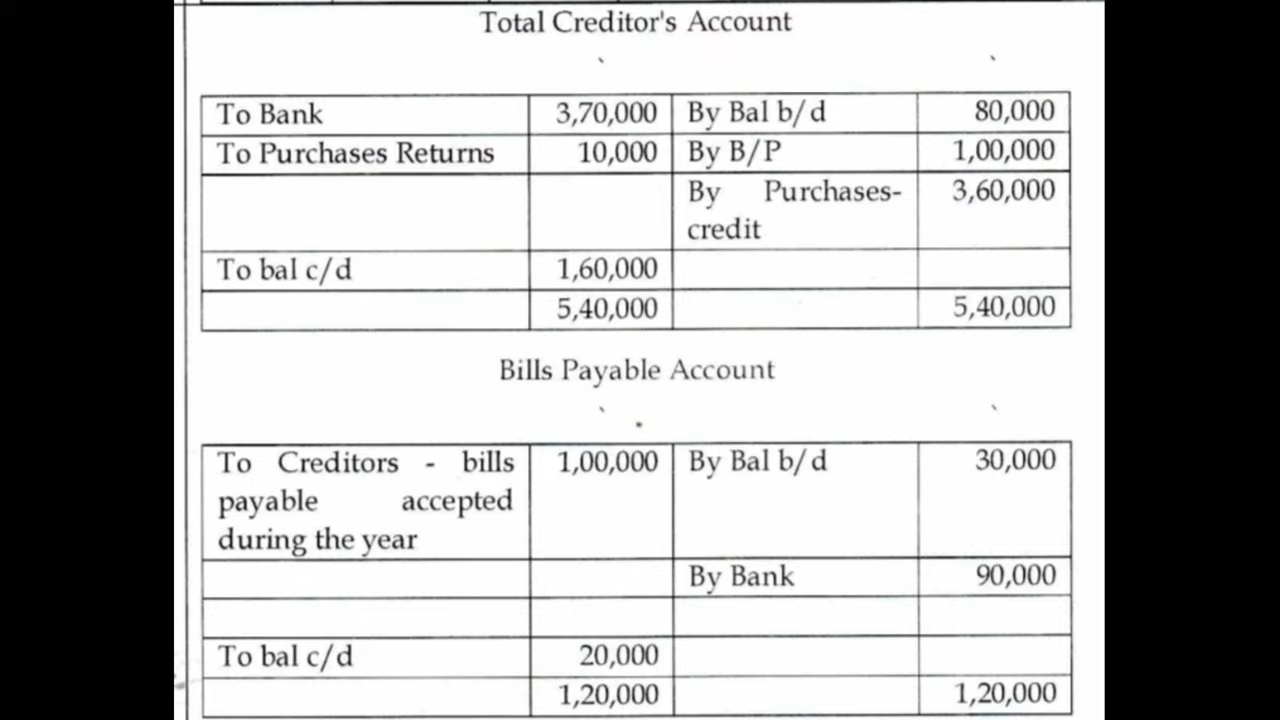 Total Creditor's Account
To Bank 3,70,000 By Bal b/d 80,000
To Purchases Returns 10,000 By B/P 1,00,000
By Purchases- 3,60,000
credit
To bal c/d 1,60,000
5,40,000 5,40,000
Bills Payable Account
To Creditors - bills 1,00,000 By Bal b/d 30,000
payable accepted
during the year
By Bank 90,000
To bal c/d 20,000
1,20,000 1,20,000